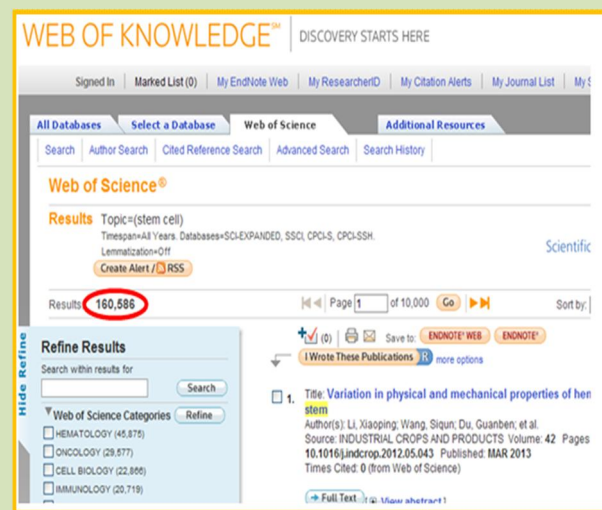 WEB OF KNOWLEDGE℠ DISCOVERY STARTS HERE
Signed In | Marked List (0) | My EndNote Web | My ResearcherID | My Citation Alerts | My Journal List | My
All Databases Select a Database Web of Science Additional Resources
Search | Author Search | Cited Reference Search | Advanced Search | Search History
Web of Science®
Results Topic=(stem cell)
Timespan=All Years. Databases=SCI-EXPANDED, SSCI, CPCI-S, CPCI-SSH.
Lemmatization=Off
Scientific
Create Alert / RSS
Results: 160,586 Page 1 of 10,000 Go Sort by:
(0) Save to: ENDNOTE® WEB ENDNOTE®
I Wrote These Publications R more options
Hide Refine
Refine Results
Search within results for
Search
Web of Science Categories Refine
HEMATOLOGY (45,875)
ONCOLOGY (29,577)
CELL BIOLOGY (22,866)
IMMUNOLOGY (20,719)
1. Title: Variation in physical and mechanical properties of hem
stem
Author(s): Li, Xiaoping; Wang, Siqun; Du, Guanben; et al.
Source: INDUSTRIAL CROPS AND PRODUCTS Volume: 42 Pages
10.1016/j.indcrop.2012.05.043 Published: MAR 2013
Times Cited: 0 (from Web of Science)
Full Text [ View abstract ]